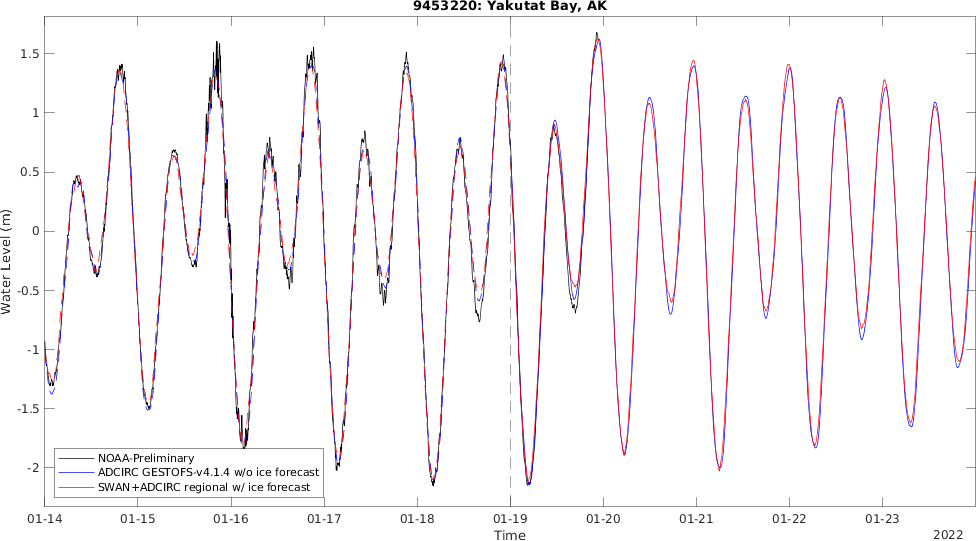 9453220: Yakutat Bay, AK
Water Level (m)
1.5
1
0.5
0
-0.5
-1
-1.5
-2
NOAA-Preliminary
ADCIRC GESTOFS-v4.1.4 w/o ice forecast
SWAN+ADCIRC regional w/ ice forecast
01-14 01-15 01-16 01-17 01-18 01-19 01-20 01-21 01-22 01-23
Time
2022